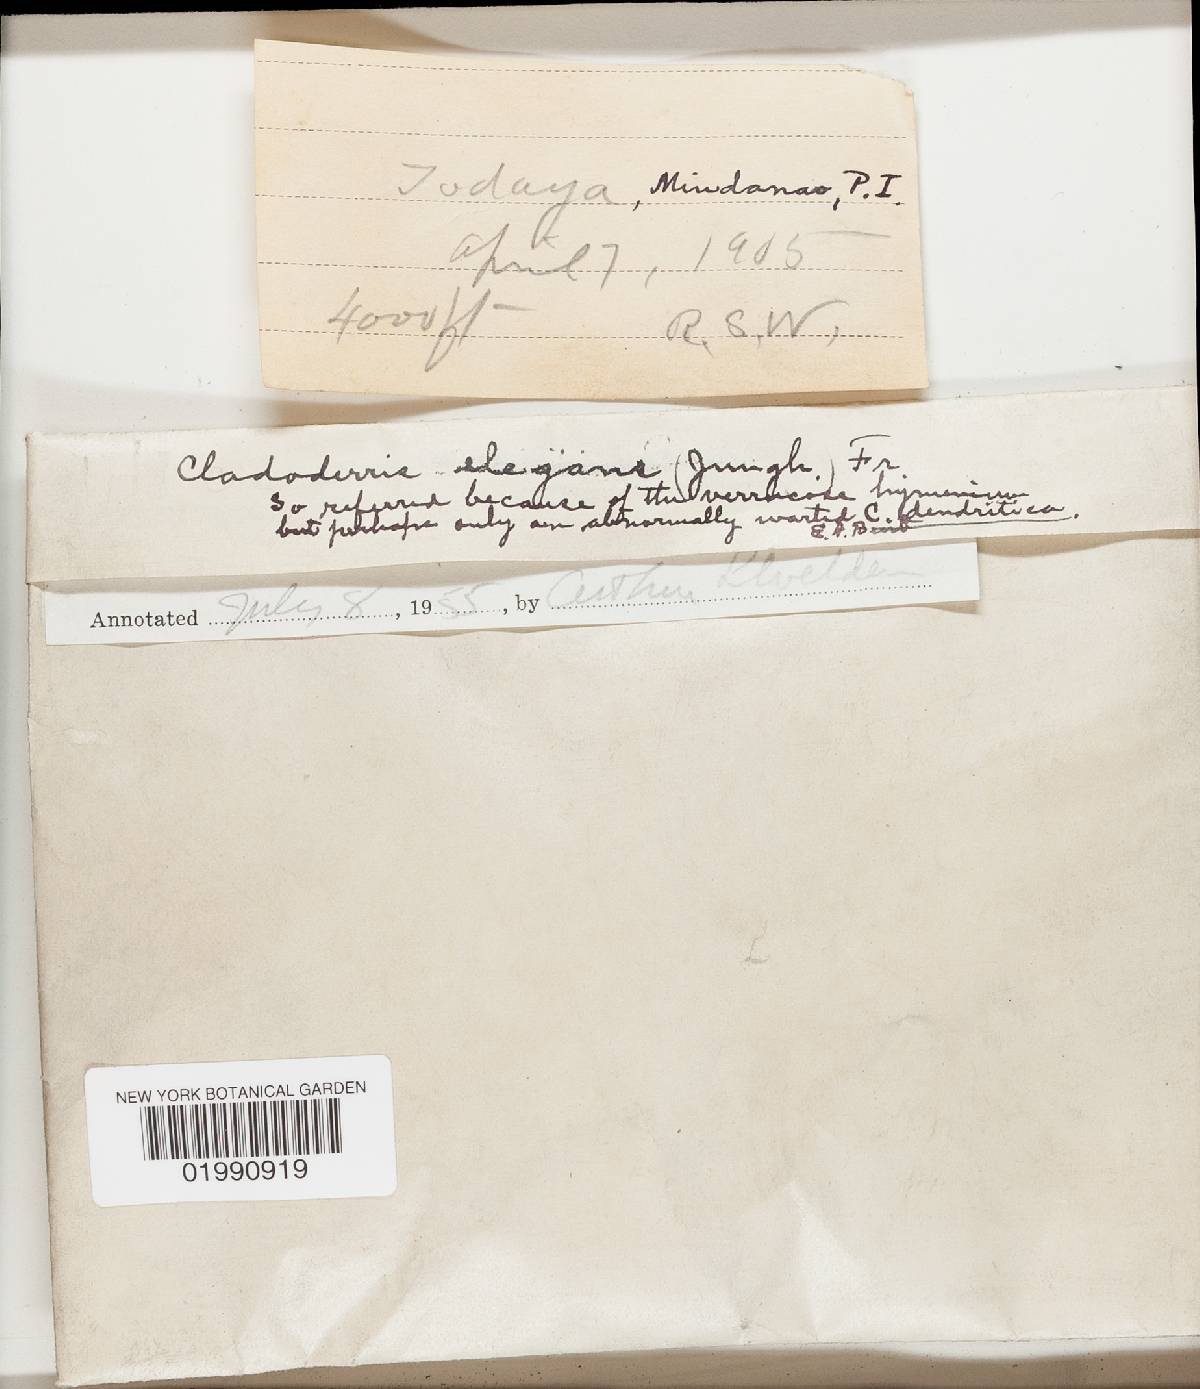 Todaya, Mindanao, P.I.
April 7, 1905
4000 ft
R.S.W.
Cladoderris elegans (Jungh.) Fr.
So referred because of the verrucose hymenium
but perhaps only an abnormally warted C. dendritica.
E.A.Burt
Annotated July 8, 1955, by Arthur L Welden
NEW YORK BOTANICAL GARDEN
01990919